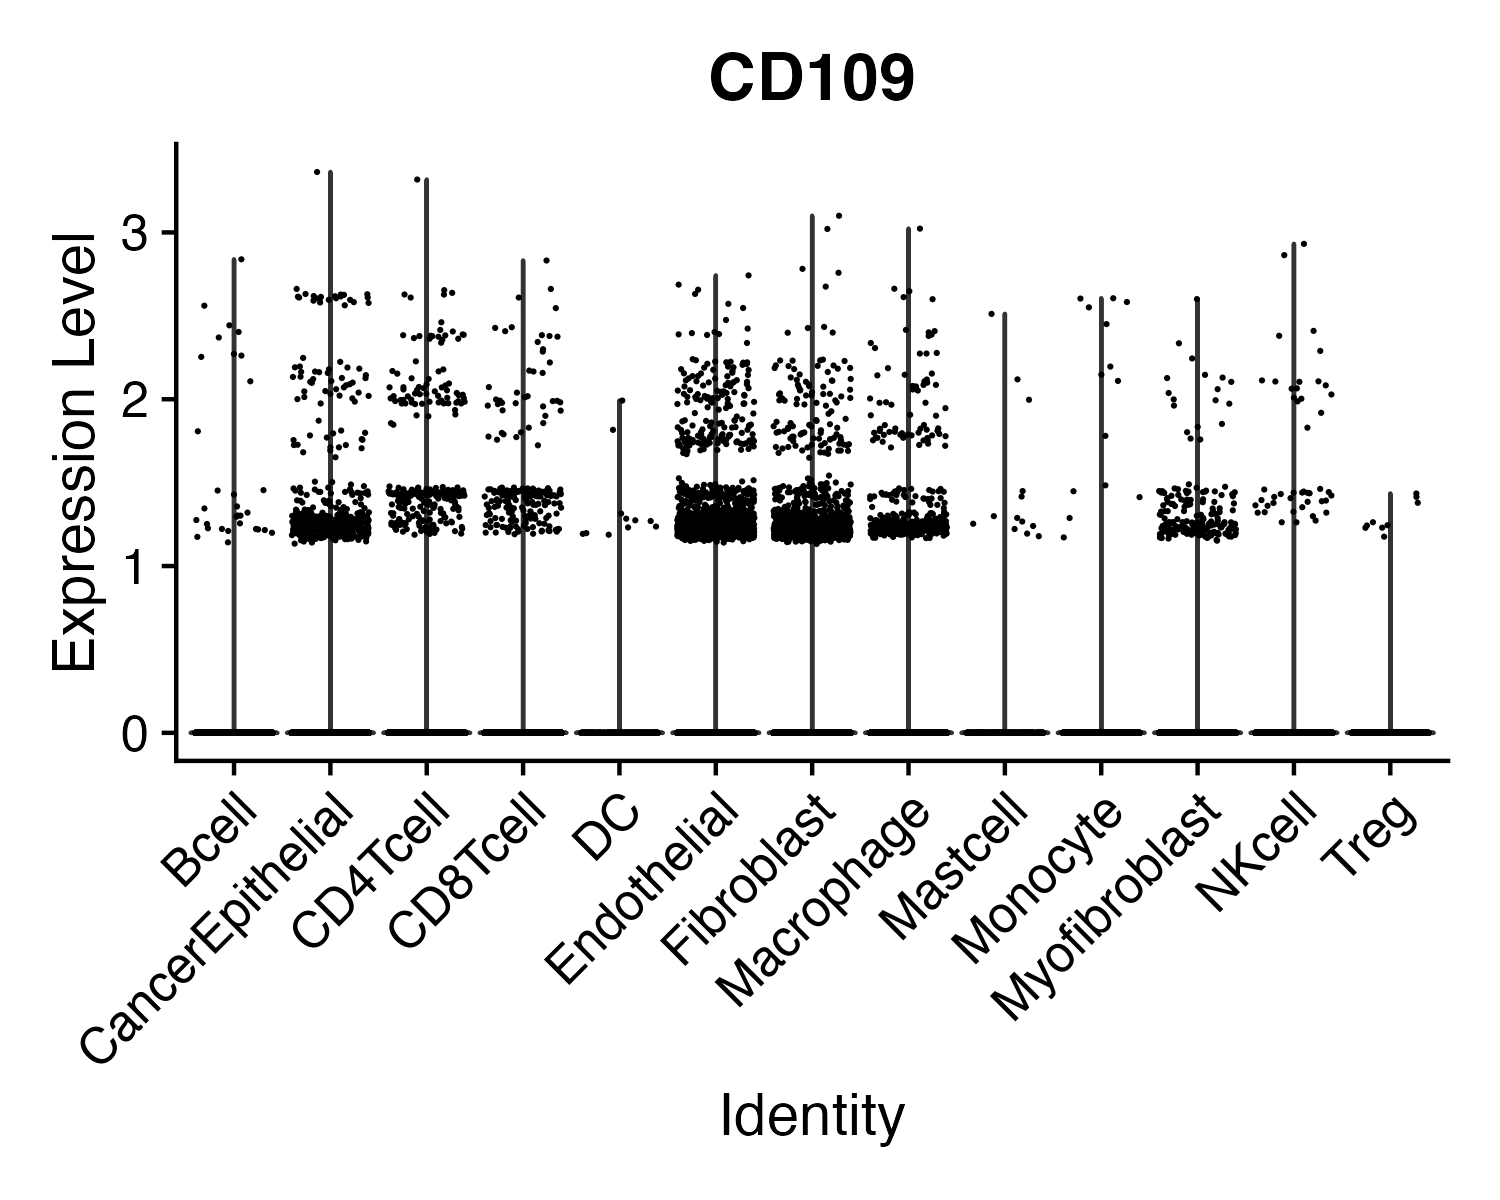 CD109
Expression Level
3
2
1
0
Bcell
CancerEpithelial
CD4Tcell
CD8Tcell
DC
Endothelial
Fibroblast
Macrophage
Mastcell
Monocyte
Myofibroblast
NKcell
Treg
Identity